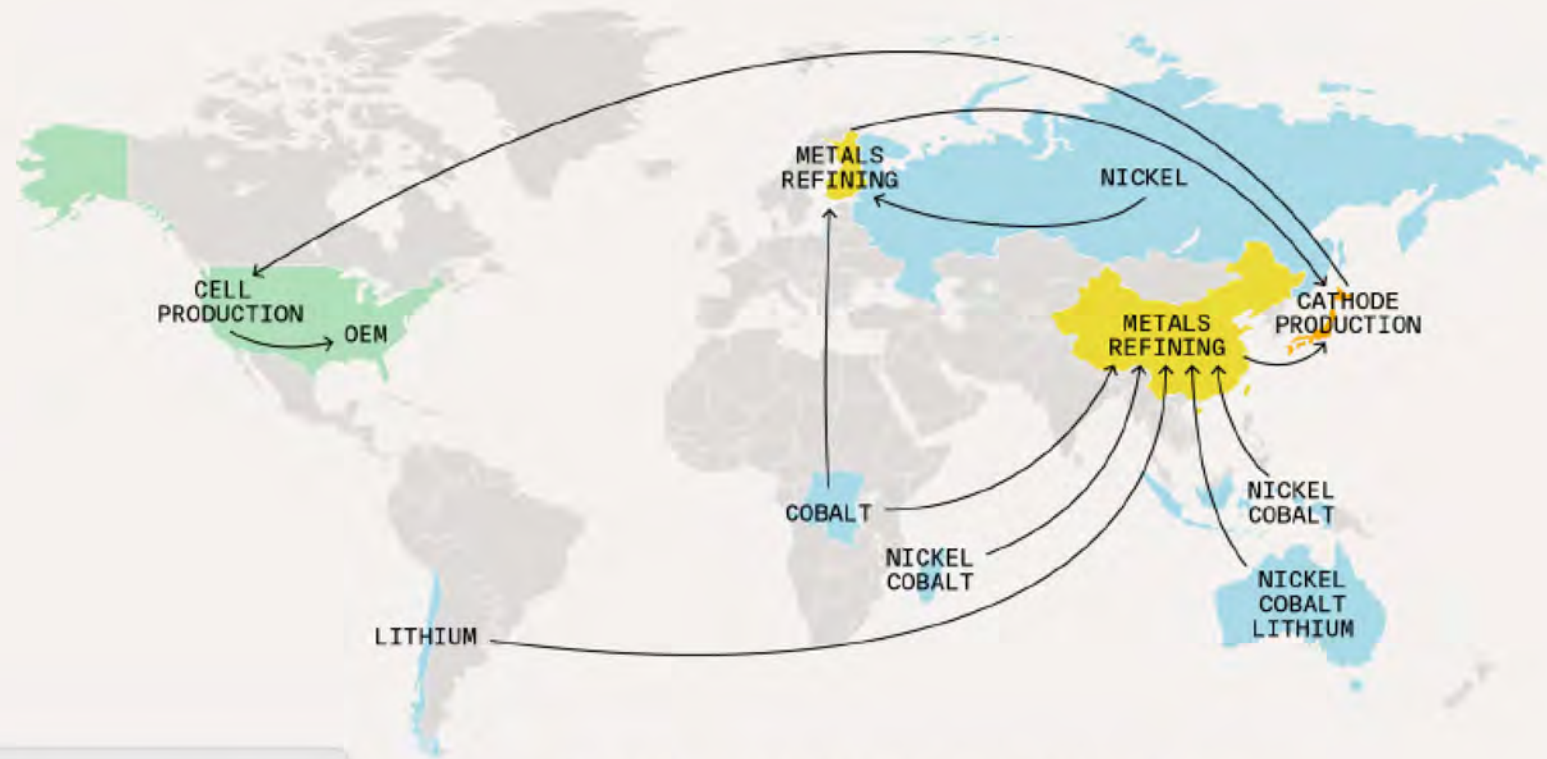 METALS
REFINING
NICKEL
CELL
PRODUCTION
OEM
CATHODE
PRODUCTION
METALS
REFINING
COBALT
NICKEL
COBALT
NICKEL
COBALT
NICKEL
COBALT
LITHIUM
LITHIUM